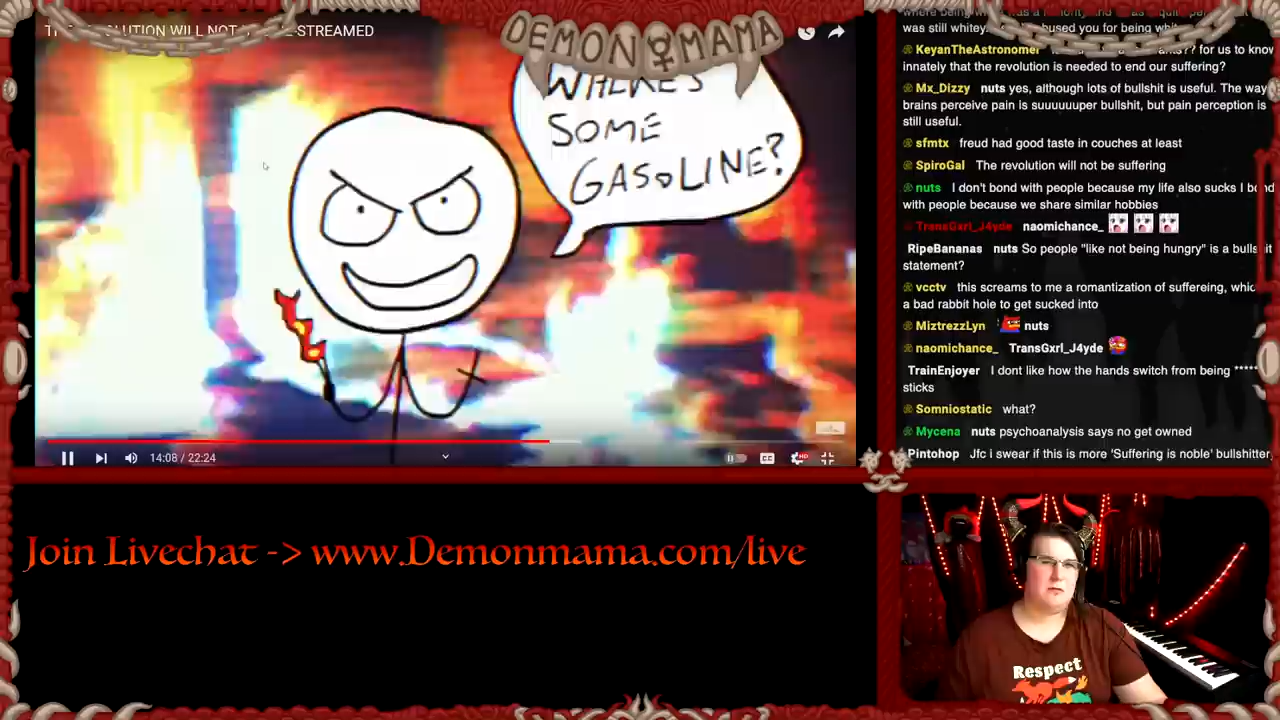 TH
OLUTION WILL NOT
STREAMED
DEMON MAMA
WHERE'S
SOME
GASOLINE?
14:08 / 22:24
CC
HD
Join Livechat -> www.Demonmama.com/live
was still whitey.
KeyanTheAstronomer
for us to know
innately that the revolution is needed to end our suffering?
Mx_Dizzy nuts yes, although lots of bullshit is useful. The way
brains perceive pain is suuuuuuper bullshit, but pain perception is
still useful.
sfmtx freud had good taste in couches at least
SpiroGal The revolution will not be suffering
nuts I don't bond with people because my life also sucks I bond
with people because we share similar hobbies
TransGxrl_J4yde naomichance_
RipeBananas nuts So people "like not being hungry" is a bullsit
statement?
vcctv this screams to me a romantization of suffereing, whic
a bad rabbit hole to get sucked into
MiztrezzLyn nuts
naomichance_ TransGxrl_J4yde
TrainEnjoyer I dont like how the hands switch from being *****
sticks
Somniostatic what?
Mycena nuts psychoanalysis says no get owned
Pintohop Jfc i swear if this is more 'Suffering is noble' bullshitter
Respect